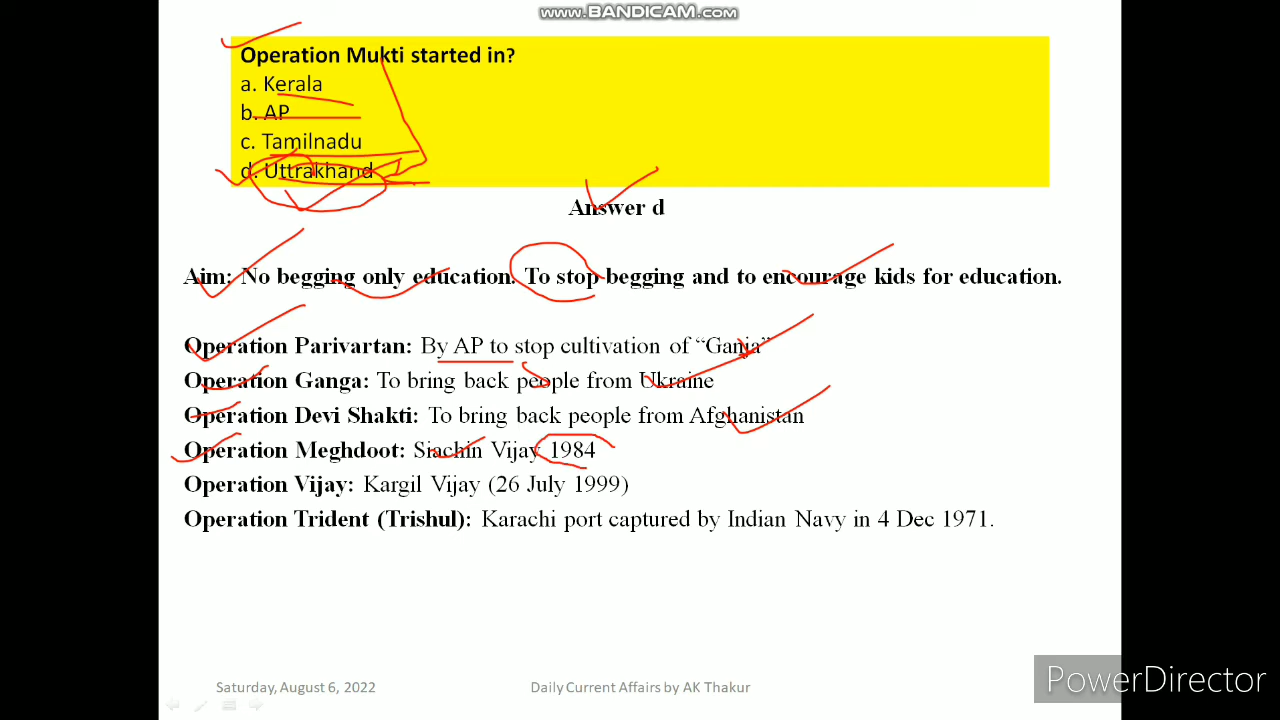 www.BANDICAM.com
Operation Mukti started in?
a. Kerala
b. AP
c. Tamilnadu
d. Uttrakhand
Answer d
Aim: No begging only education. To stop begging and to encourage kids for education.
Operation Parivartan: By AP to stop cultivation of “Ganja”
Operation Ganga: To bring back people from Ukraine
Operation Devi Shakti: To bring back people from Afghanistan
Operation Meghdoot: Siachin Vijay 1984
Operation Vijay: Kargil Vijay (26 July 1999)
Operation Trident (Trishul): Karachi port captured by Indian Navy in 4 Dec 1971.
Saturday, August 6, 2022
Daily Current Affairs by AK Thakur
PowerDirector